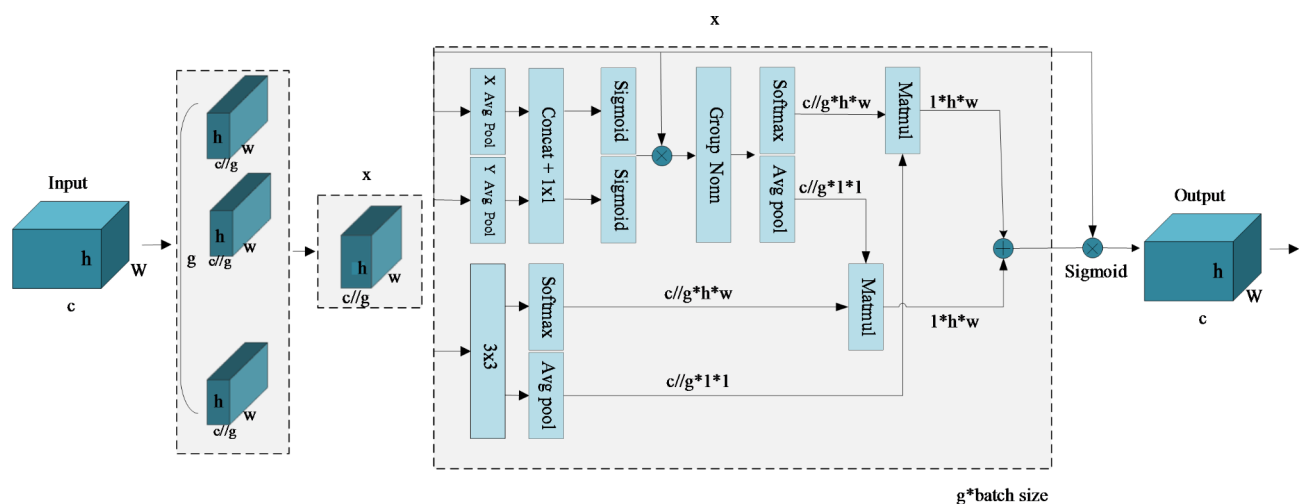 x
Input
h
W
c
g
h
W
c//g
h
W
c//g
h
W
c//g
x
h
W
c//g
X Avg Pool
Y Avg Pool
Concat + 1x1
Sigmoid
Sigmoid
Group Nonn
Softmax
Avg pool
c//g*h*w
c//g*1*1
Matmul
1*h*w
3x3
Softmax
Avg pool
c//g*h*w
c//g*1*1
Matmul
1*h*w
Sigmoid
Output
h
W
c
g*batch size